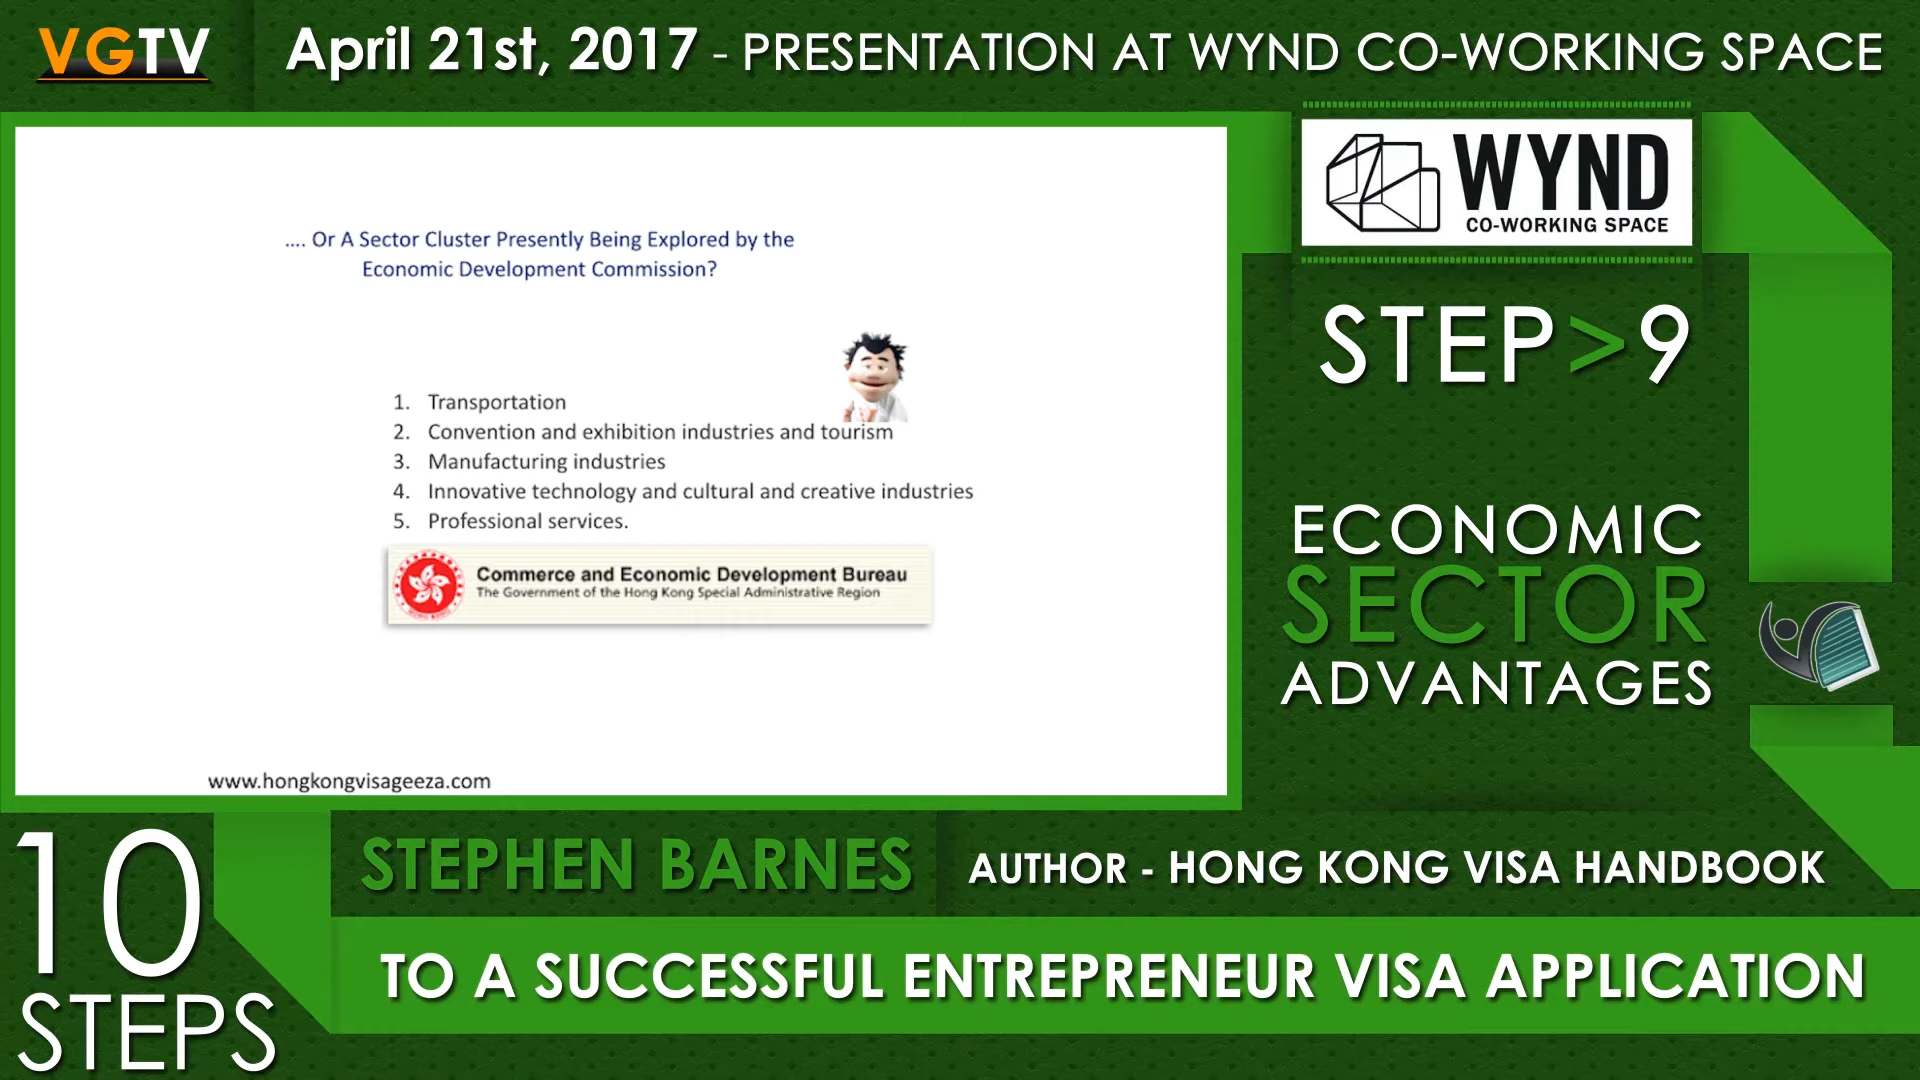 VGTV
April 21st, 2017 - PRESENTATION AT WYND CO-WORKING SPACE
WYND
CO-WORKING SPACE
.... Or A Sector Cluster Presently Being Explored by the
Economic Development Commission?
1. Transportation
2. Convention and exhibition industries and tourism
3. Manufacturing industries
4. Innovative technology and cultural and creative industries
5. Professional services.
Commerce and Economic Development Bureau
The Government of the Hong Kong Special Administrative Region
www.hongkongvisageeza.com
STEP>9
ECONOMIC
SECTOR
ADVANTAGES
10
STEPS
STEPHEN BARNES
AUTHOR - HONG KONG VISA HANDBOOK
TO A SUCCESSFUL ENTREPRENEUR VISA APPLICATION